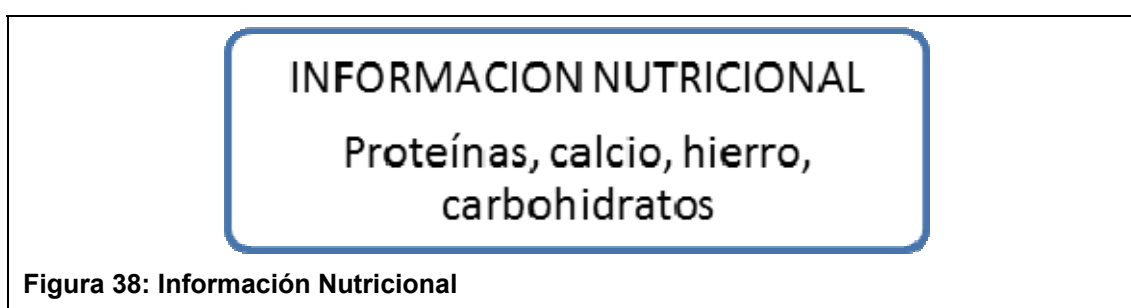 INFORMACION NUTRICIONAL
Proteínas, calcio, hierro,
carbohidratos
Figura 38: Información Nutricional